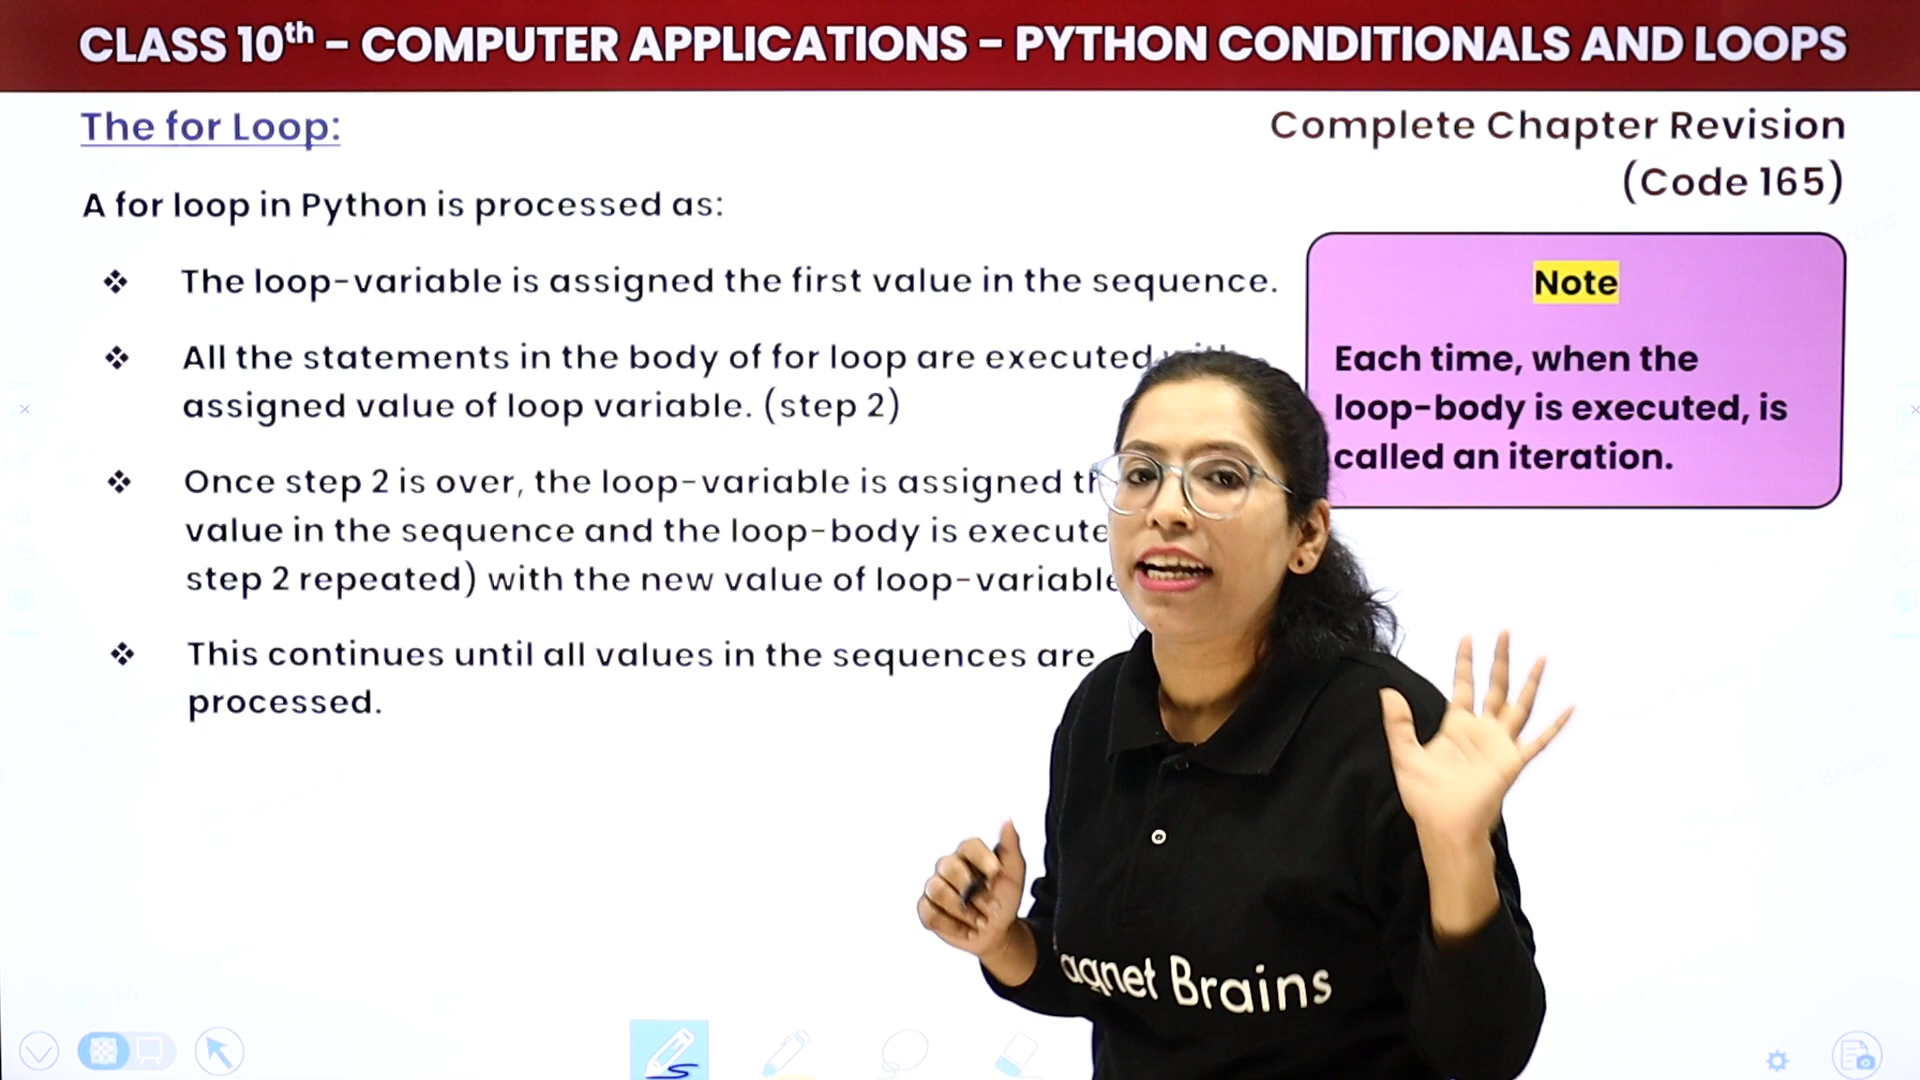 CLASS 10th – COMPUTER APPLICATIONS – PYTHON CONDITIONALS AND LOOPS
The for Loop:
Complete Chapter Revision
(Code 165)
A for loop in Python is processed as:
❖ The loop-variable is assigned the first value in the sequence.
❖ All the statements in the body of for loop are executed
assigned value of loop variable. (step 2)
❖ Once step 2 is over, the loop-variable is assigned
value in the sequence and the loop-body is
step 2 repeated) with the new value of loop-variable
❖ This continues until all values in the sequences are
processed.
Note
Each time, when the
loop-body is executed, is
called an iteration.
Brains